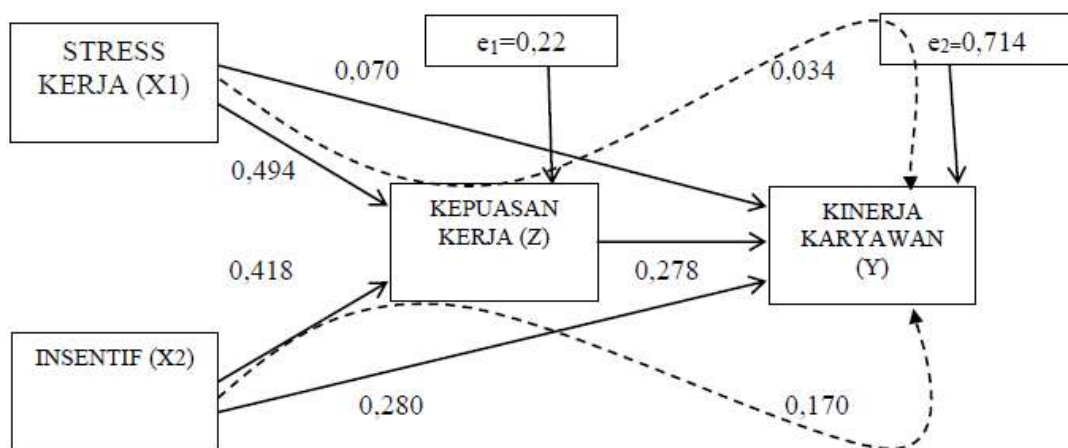 STRESS
KERJA (X1)
e1=0,22
e2=0,714
0,070
0,034
0,494
KEPUASAN
KERJA (Z)
KINERJA
KARYAWAN
(Y)
0,418
0,278
INSENTIF (X2)
0,280
0,170